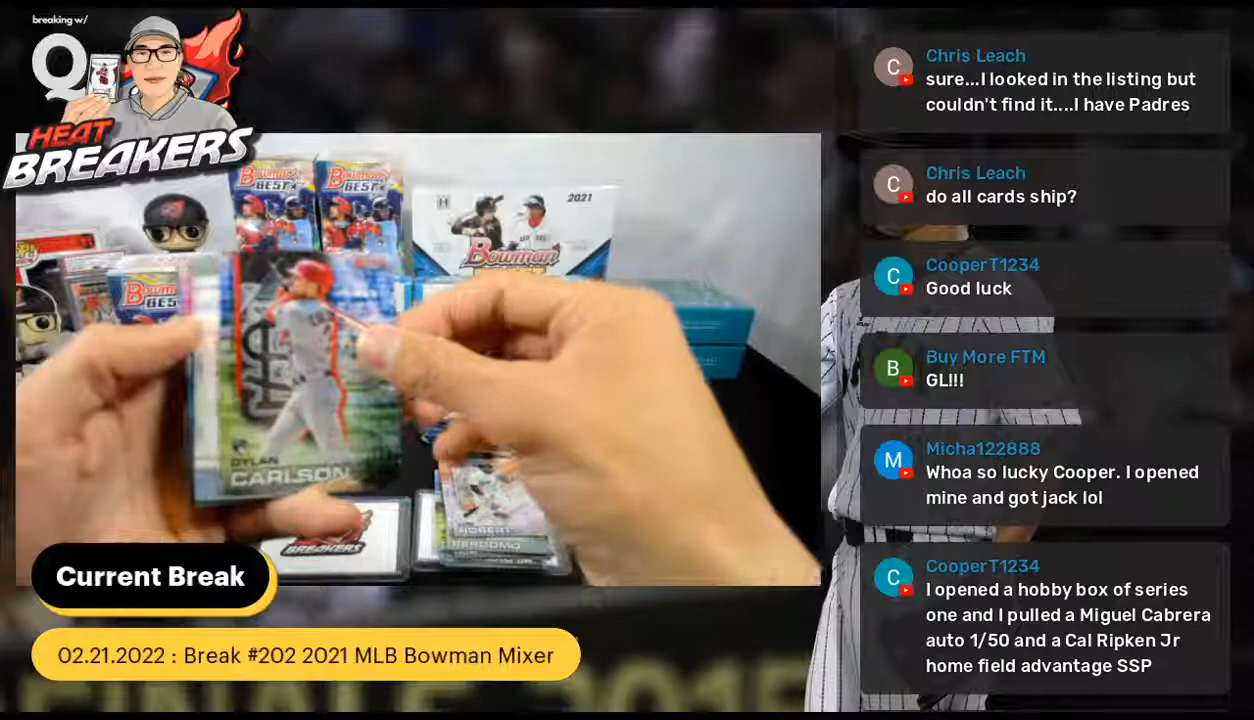 breaking w/
Q
HEAT
BREAKERS
Bowman's
BEST
Bowman's
BEST
2021
Bowman
Bowman
BES
DYLAN
CARLSON
ROBERT
BREAKERS
Current Break
02.21.2022 : Break #202 2021 MLB Bowman Mixer
C
Chris Leach
sure...I looked in the listing but
couldn't find it....I have Padres
C
Chris Leach
do all cards ship?
C
CooperT1234
Good luck
B
Buy More FTM
GL!!!
M
Micha122888
Whoa so lucky Cooper. I opened
mine and got jack lol
C
CooperT1234
I opened a hobby box of series
one and I pulled a Miguel Cabrera
auto 1/50 and a Cal Ripken Jr
home field advantage SSP